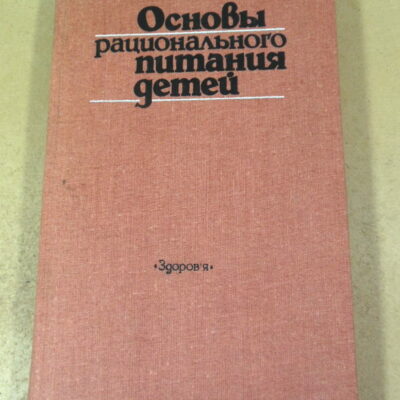 Основы
рационального
питания
детей
•Здоров'я•